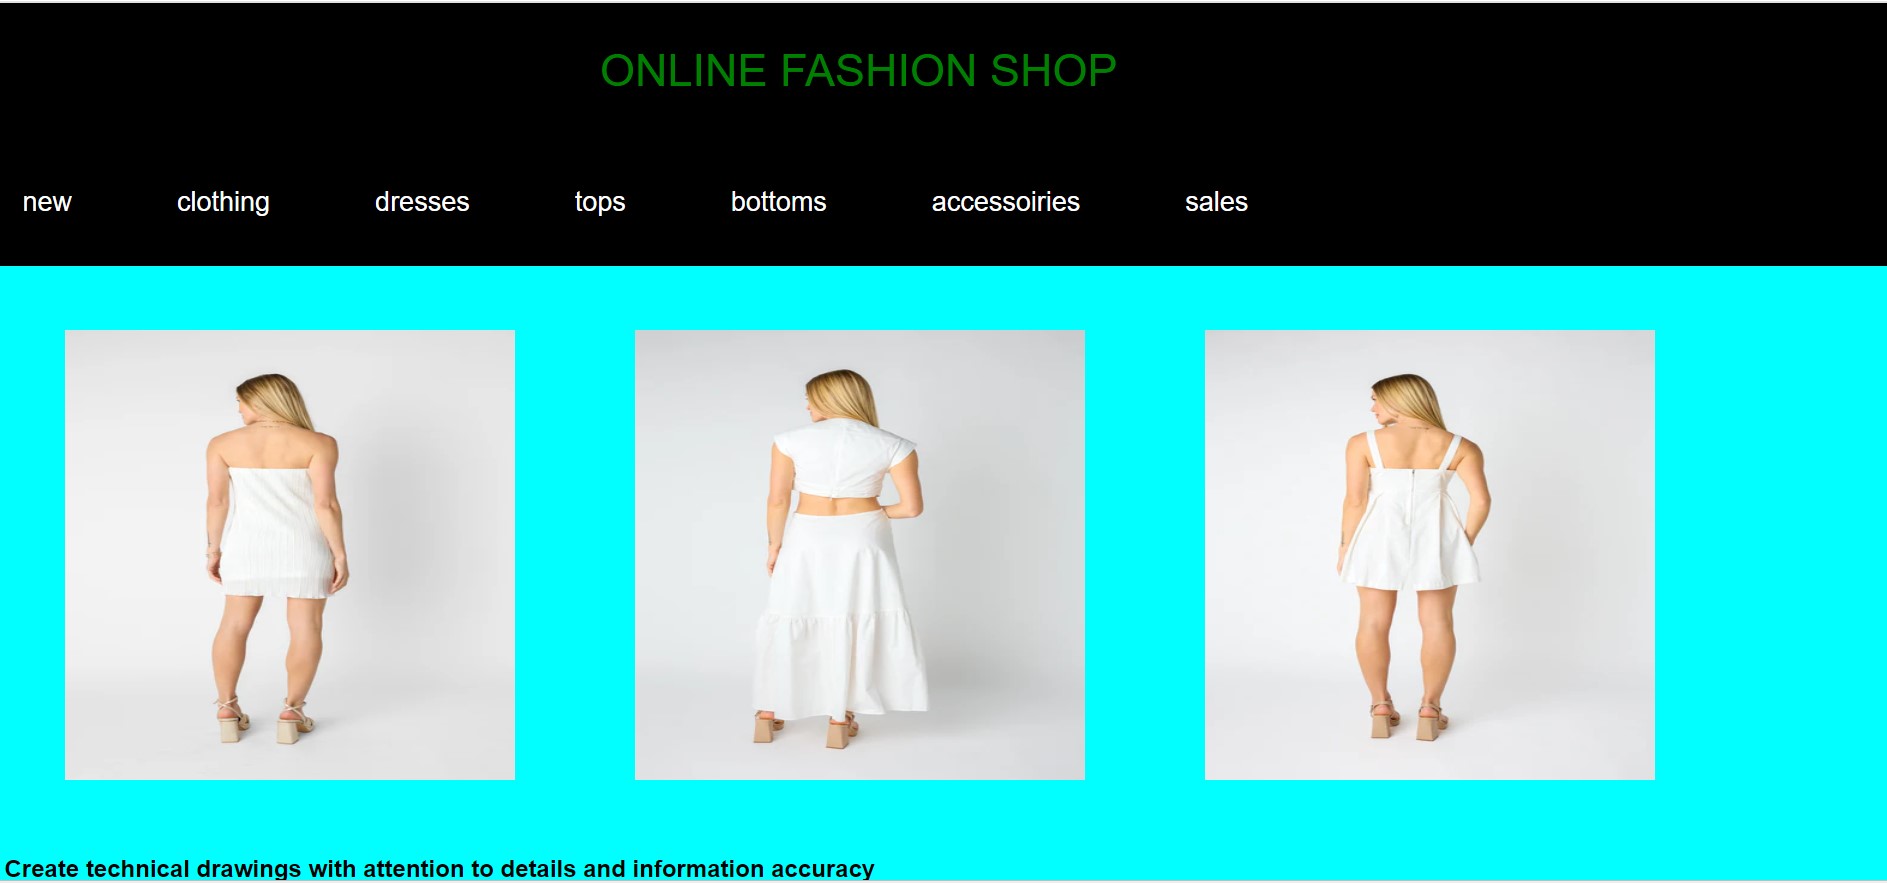 ONLINE FASHION SHOP
new clothing dresses tops bottoms accessoiries sales
Create technical drawings with attention to details and information accuracy